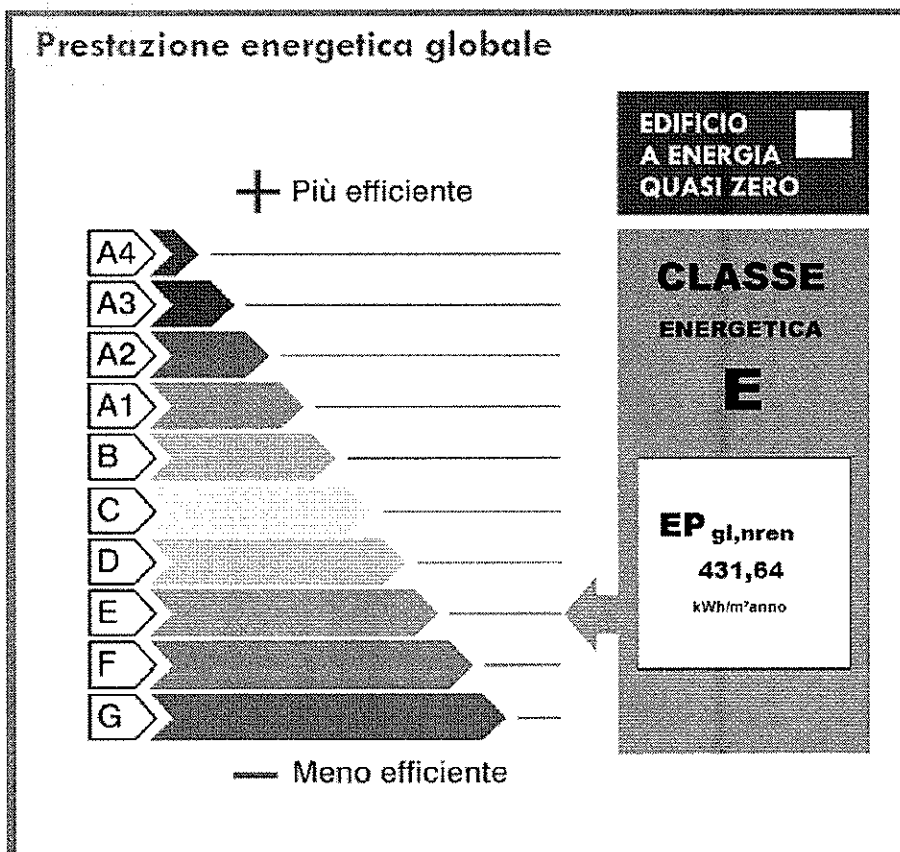 Prestazione energetica globale
EDIFICIO
A ENERGIA
QUASI ZERO
+ Più efficiente
A4
A3
A2
A1
B
C
D
E
F
G
— Meno efficiente
CLASSE
ENERGETICA
E
EP gl,nren
431,64
kWh/m²anno